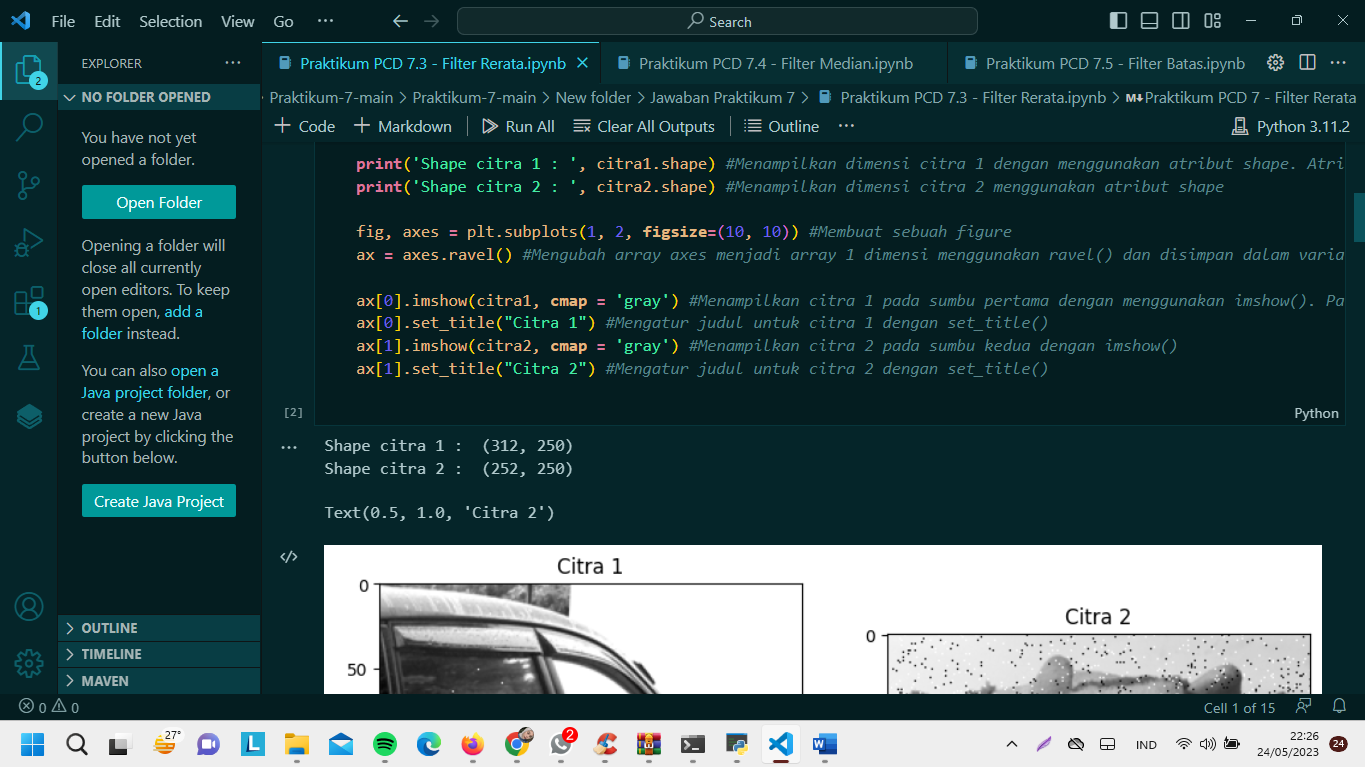 File Edit Selection View Go ··· Search
EXPLORER ···
Praktikum PCD 7.3 - Filter Rerata.ipynb Praktikum PCD 7.4 - Filter Median.ipynb Praktikum PCD 7.5 - Filter Batas.ipynb ···
2
NO FOLDER OPENED
Praktikum-7-main > Praktikum-7-main > New folder > Jawaban Praktikum 7 > Praktikum PCD 7.3 - Filter Rerata.ipynb > M↓Praktikum PCD 7 - Filter Rerata
+ Code + Markdown Run All Clear All Outputs Outline ··· Python 3.11.2
You have not yet
opened a folder.
Open Folder
Opening a folder will
close all currently
open editors. To keep
them open, add a
folder instead.
1
You can also open a
Java project folder, or
create a new Java
project by clicking the
button below.
Create Java Project
OUTLINE
TIMELINE
MAVEN
print('Shape citra 1 : ', citra1.shape) #Menampilkan dimensi citra 1 dengan menggunakan atribut shape. Atri
print('Shape citra 2 : ', citra2.shape) #Menampilkan dimensi citra 2 menggunakan atribut shape
fig, axes = plt.subplots(1, 2, figsize=(10, 10)) #Membuat sebuah figure
ax = axes.ravel() #Mengubah array axes menjadi array 1 dimensi menggunakan ravel() dan disimpan dalam varia
ax[0].imshow(citra1, cmap = 'gray') #Menampilkan citra 1 pada sumbu pertama dengan menggunakan imshow(). Pa
ax[0].set_title("Citra 1") #Mengatur judul untuk citra 1 dengan set_title()
ax[1].imshow(citra2, cmap = 'gray') #Menampilkan citra 2 pada sumbu kedua dengan imshow()
ax[1].set_title("Citra 2") #Mengatur judul untuk citra 2 dengan set_title()
[2] Python
··· Shape citra 1 :  (312, 250)
Shape citra 2 :  (252, 250)
Text(0.5, 1.0, 'Citra 2')
Citra 1
0
50
Citra 2
0
0 0 Cell 1 of 15
27° L 2 W IND 22:26
24/05/2023 24